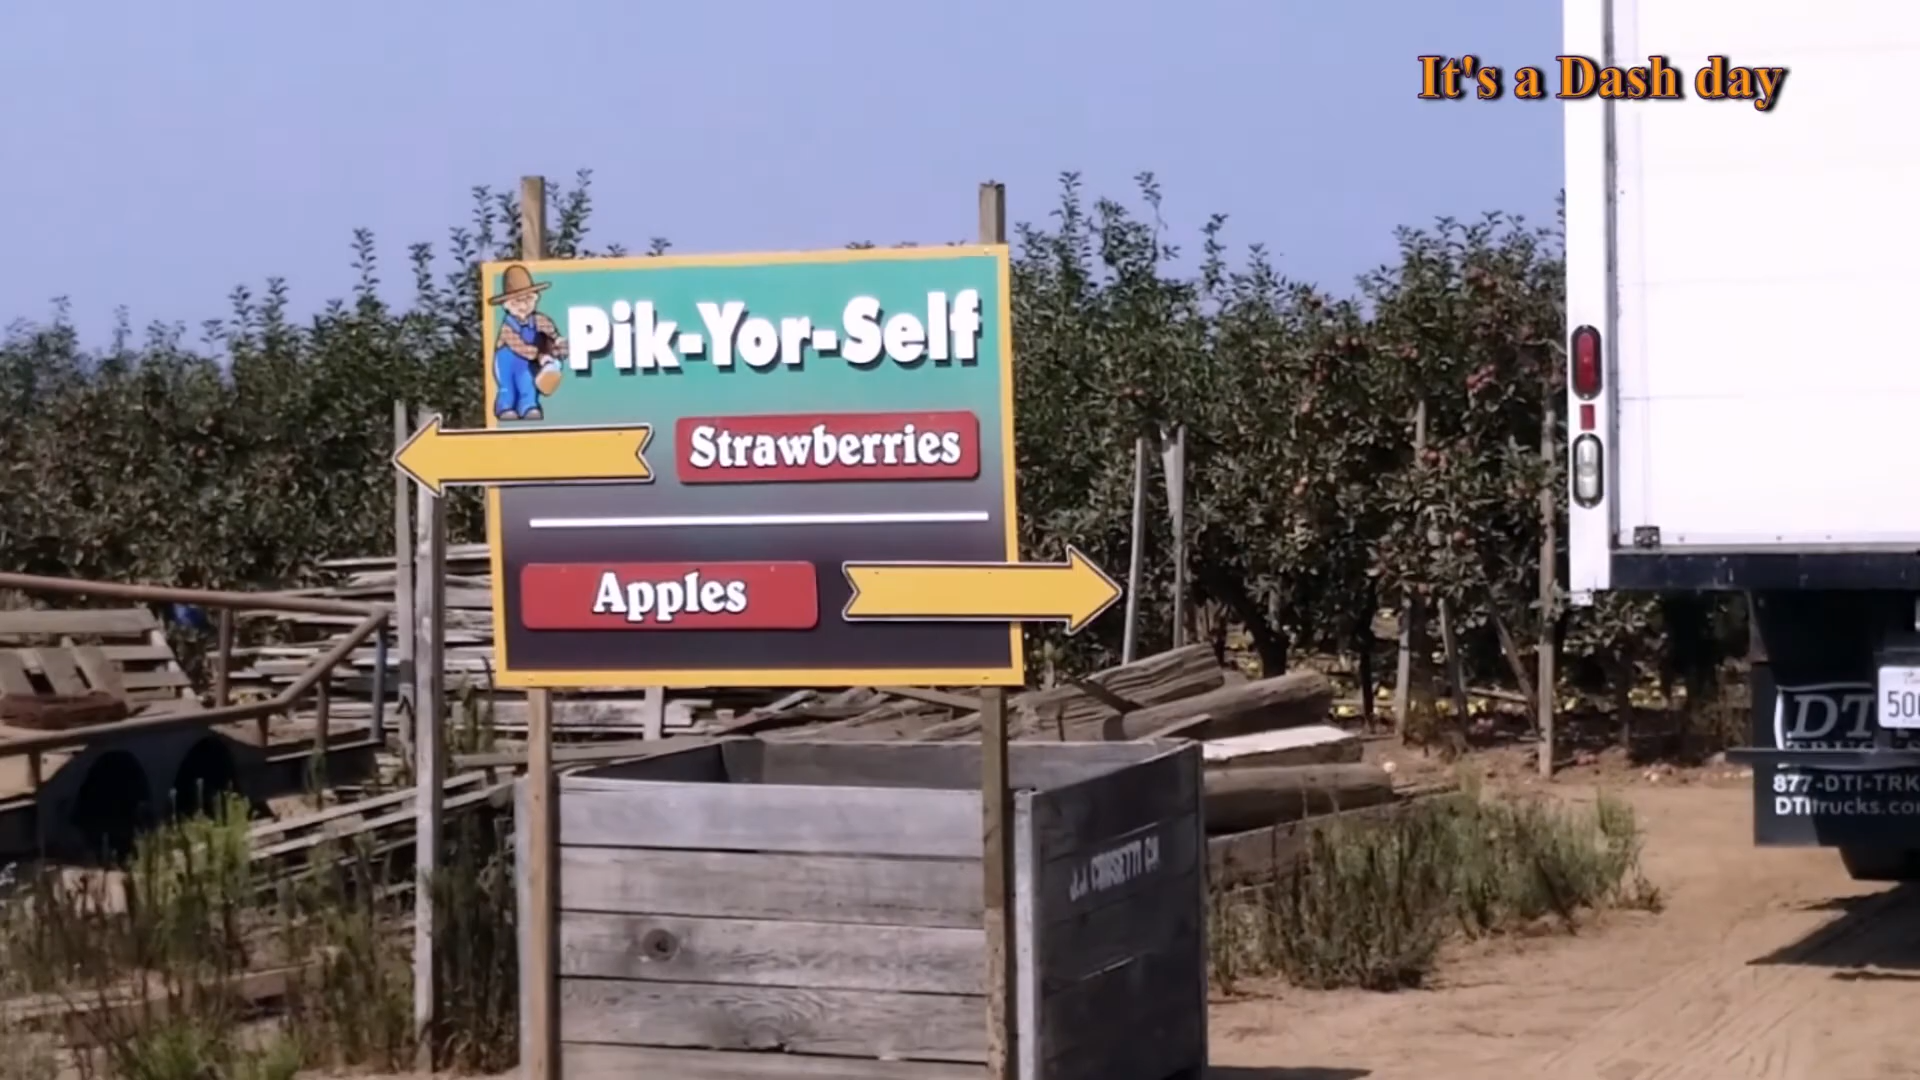 It's a Dash day
Pik-Yor-Self
Strawberries
Apples
877-DTI-TRK
DTItrucks.co